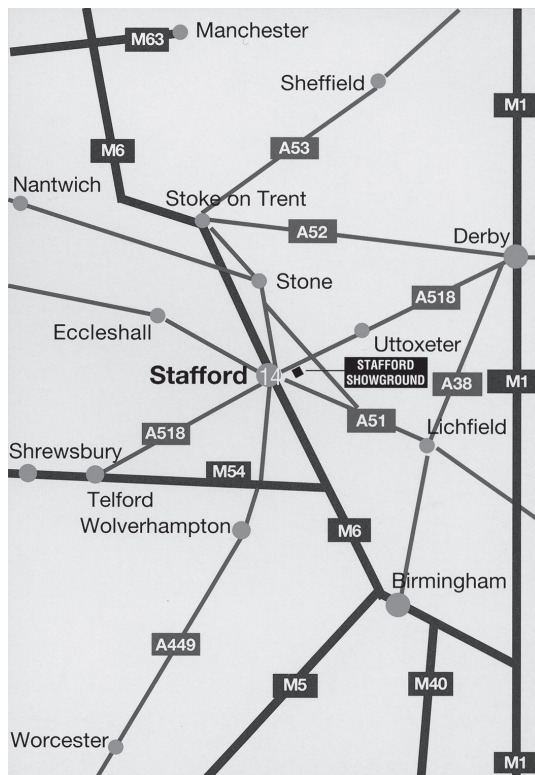 Manchester
M63
Sheffield
M1
M6
A53
Nantwich
Stoke on Trent
A52
Derby
Stone
A518
Eccleshall
Uttoxeter
Stafford
14
STAFFORD
SHOWGROUND
A38
M1
A51
Lichfield
A518
Shrewsbury
M54
Telford
Wolverhampton
M6
Birmingham
A449
M5
M40
Worcester
M1